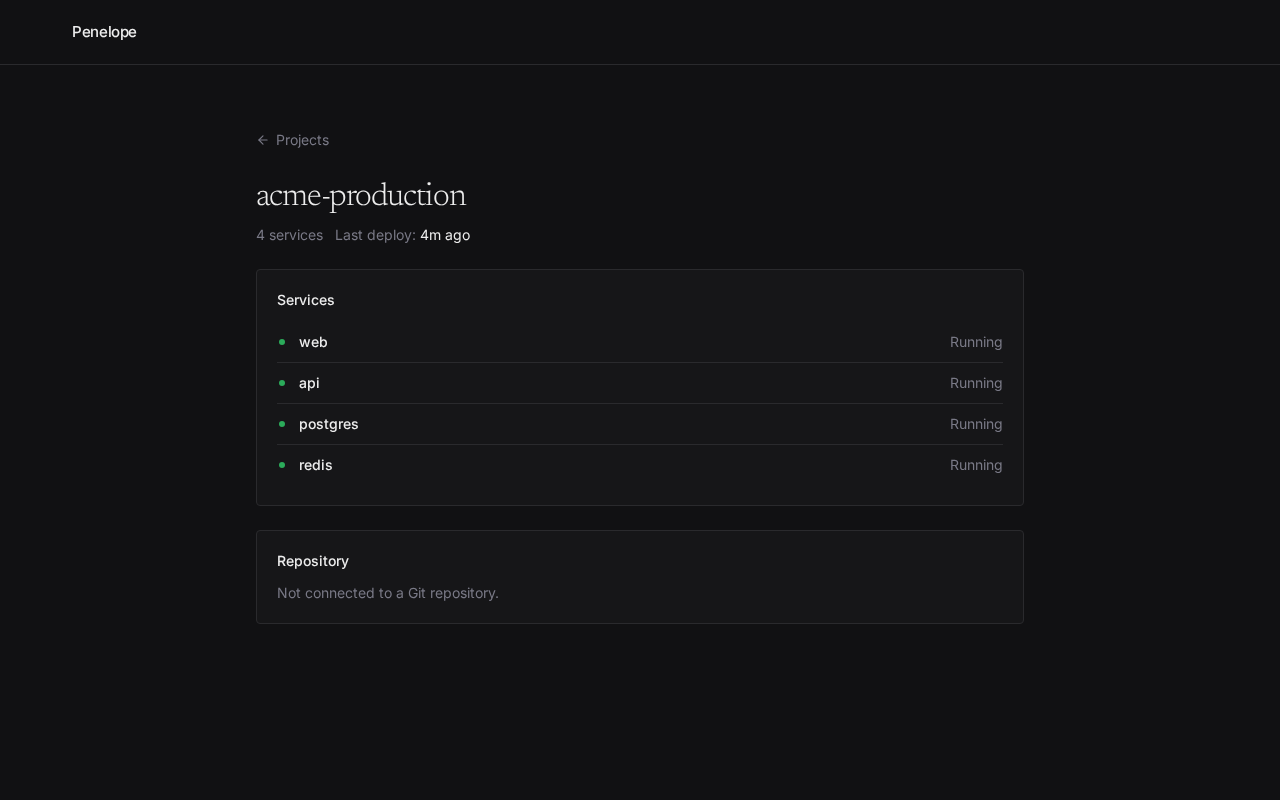 Penelope
← Projects
acme-production
4 services Last deploy: 4m ago
Services
web Running
api Running
postgres Running
redis Running
Repository
Not connected to a Git repository.